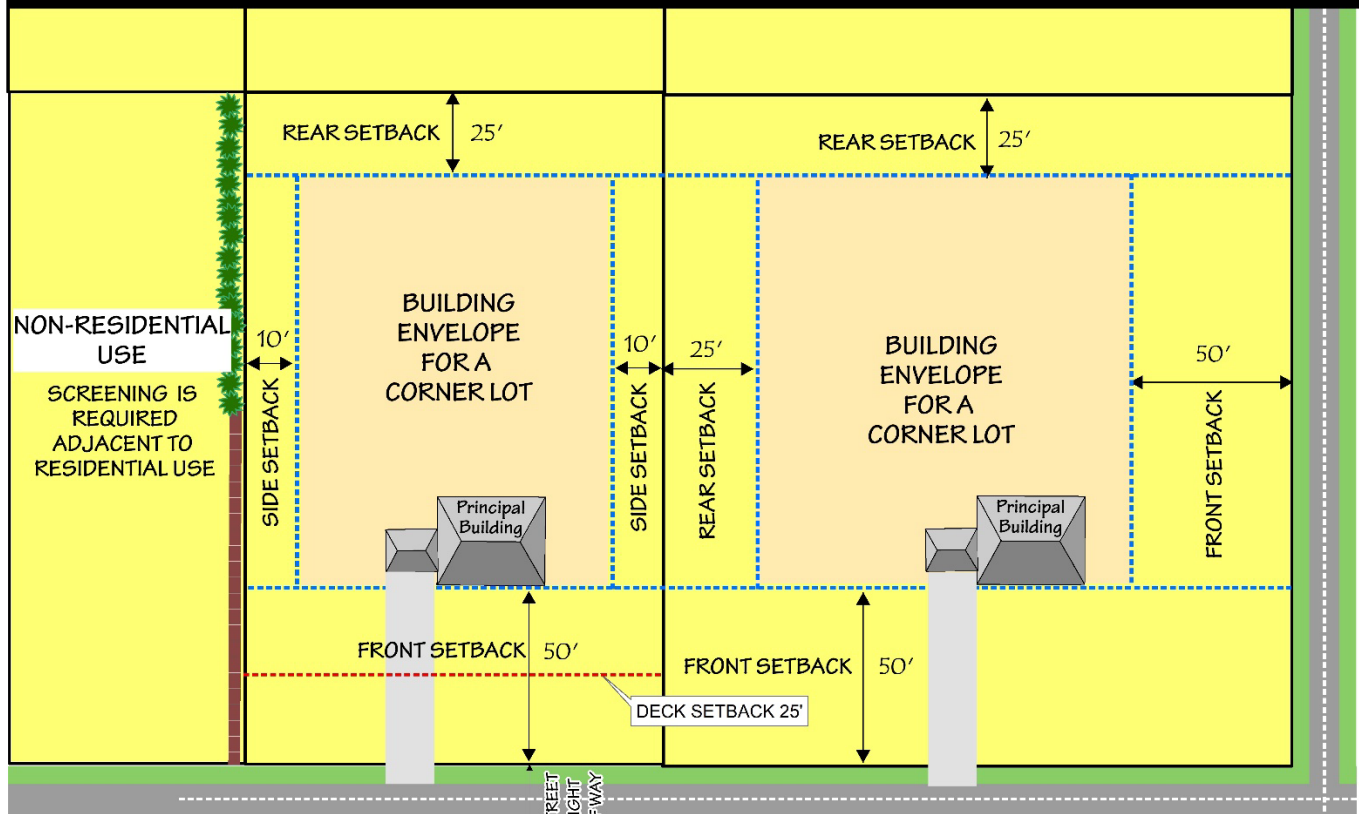 REAR SETBACK 25'
REAR SETBACK 25'
NON-RESIDENTIAL
USE
SCREENING IS
REQUIRED
ADJACENT TO
RESIDENTIAL USE
10'
SIDE SETBACK
BUILDING
ENVELOPE
FOR A
CORNER LOT
10'
SIDE SETBACK
25'
REAR SETBACK
BUILDING
ENVELOPE
FOR A
CORNER LOT
50'
FRONT SETBACK
Principal
Building
Principal
Building
FRONT SETBACK 50'
FRONT SETBACK 50'
DECK SETBACK 25'